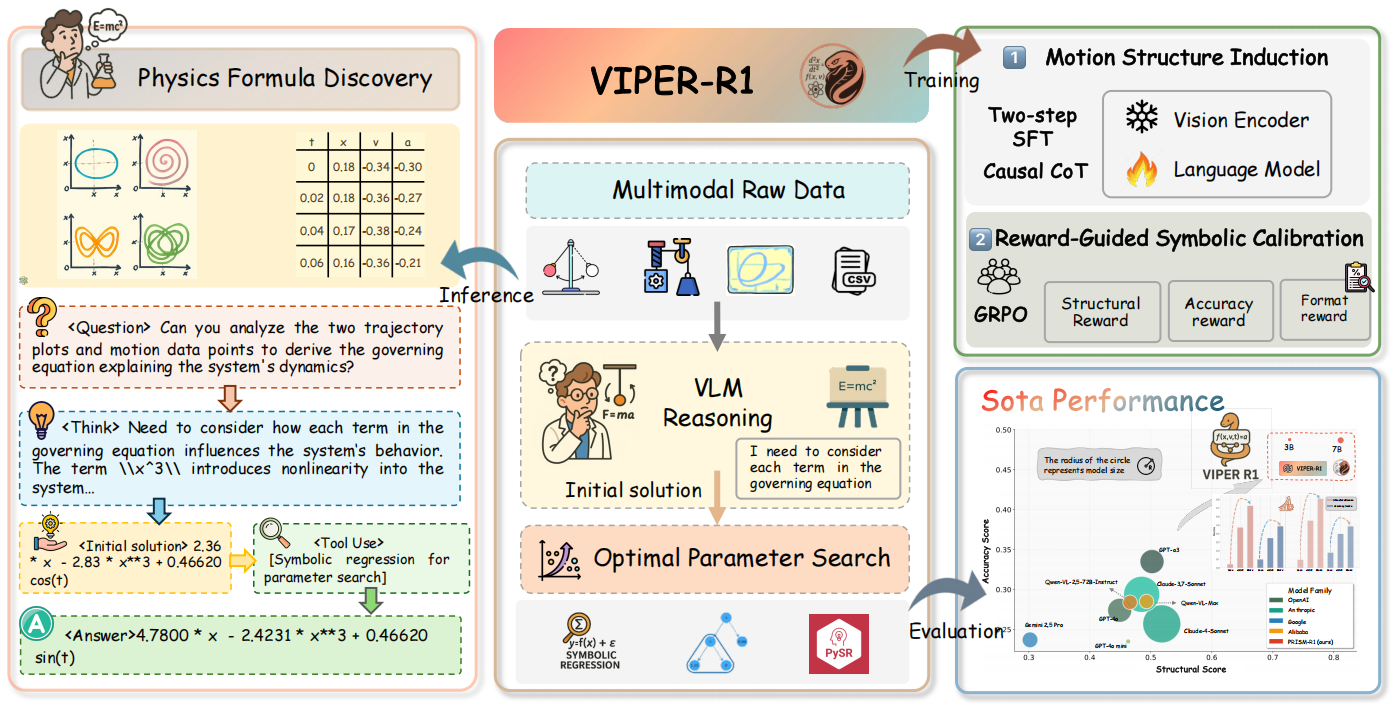 E=mc²
Physics Formula Discovery
t x v a
0 0.18 -0.34 -0.30
0.02 0.18 -0.36 -0.27
0.04 0.17 -0.38 -0.24
0.06 0.16 -0.36 -0.21
<Question> Can you analyze the two trajectory
plots and motion data points to derive the governing
equation explaining the system's dynamics?
<Think> Need to consider how each term in the
governing equation influences the system's behavior.
The term \\x^3\\ introduces nonlinearity into the
system...
<Initial solution> 2.36
* x - 2.83 * x**3 + 0.46620
cos(t)
<Tool Use>
[Symbolic regression for
parameter search]
A
<Answer>4.7800 * x - 2.4231 * x**3 + 0.46620
sin(t)
Inference
VIPER-R1
Multimodal Raw Data
CSV
F=ma
VLM
Reasoning
E=mc²
I need to consider
each term in the
governing equation
Initial solution
Optimal Parameter Search
y=f(x) + ε
SYMBOLIC
REGRESSION
PySR
Training
1 Motion Structure Induction
Two-step
SFT
Causal CoT
Vision Encoder
Language Model
2 Reward-Guided Symbolic Calibration
GRPO
Structural
Reward
Accuracy
reward
Format
reward
Evaluation
Sota Performance
The radius of the circle
represents model size
f(x,v,t)=a
VIPER R1
3B
7B
VIPER-R1
Accuracy Score
0.50
0.45
0.40
0.35
0.30
0.25
GPT-o3
Qwen-VL-2.5-72B-Instruct
Claude-3.7-Sonnet
Qwen-VL-Max
GPT-4o
Claude-4-Sonnet
Gemini 2.5 Pro
GPT-4o mini
Model Family
OpenAI
Anthropic
Google
Alibaba
PRISM-R1 (ours)
0.3 0.4 0.5 0.6 0.7 0.8
Structural Score